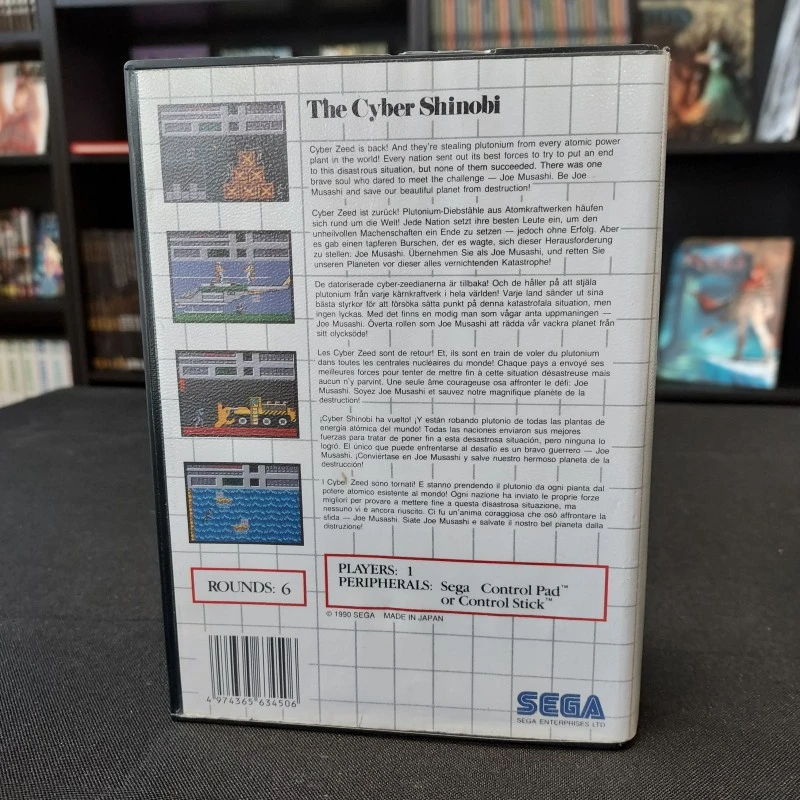 The Cyber Shinobi
Cyber Zeed is back! And they're stealing plutonium from every atomic power
plant in the world! Every nation sent out its best forces to try to put an end
to this disastrous situation, but none of them succeeded. There was one
brave soul who dared to meet the challenge — Joe Musashi. Be Joe
Musashi and save our beautiful planet from destruction!
Cyber Zeed ist zurück! Plutonium-Diebstähle aus Atomkraftwerken häufen
sich rund um die Welt! Jede Nation setzt ihre besten Leute ein, um den
unheilvollen Machenschaften ein Ende zu setzen — jedoch ohne Erfolg. Aber
es gab einen tapferen Burschen, der es wagte, sich dieser Herausforderung
zu stellen: Joe Musashi. Übernehmen Sie als Joe Musashi, und retten Sie
unseren Planeten vor dieser alles vernichtenden Katastrophe!
De datoriserade cyber-zeedianerna är tillbaka! Och de håller på att stjäla
plutonium från varje kärnkraftverk i hela världen! Varje land sänder ut sina
bästa styrkor för att försöka sätta punkt på denna katastrofala situation, men
ingen lyckas. Med det finns en modig man som vågar anta uppmaningen —
Joe Musashi. Överta rollen som Joe Musashi att rädda vår vackra planet från
sitt olycksöde!
Les Cyber Zeed sont de retour! Et, ils sont en train de voler du plutonium
dans toutes les centrales nucléaires du monde! Chaque pays a envoyé ses
meilleures forces pour tenter de mettre fin à cette situation désastreuse mais
aucun n'y parvint. Une seule âme courageuse osa affronter le défi: Joe
Musashi. Soyez Joe Musashi et sauvez notre magnifique planète de la
destruction!
¡Cyber Shinobi ha vuelto! ¡Y están robando plutonio de todas las plantas de
energía atómica del mundo! Todas las naciones enviaron sus mejores
fuerzas para tratar de poner fin a esta desastrosa situación, pero ninguna lo
logró. El único que puede enfrentarse al desafío es un bravo guerrero — Joe
Musashi. ¡Conviértase en Joe Musashi y salve nuestro hermoso planeta de la
destrucción!
I Cyber Zeed sono tornati! E stanno prendendo il plutonio da ogni pianta dal
potere atomico esistente al mondo! Ogni nazione ha inviato le proprie forze
migliori per provare a mettere fine a questa disastrosa situazione, ma
nessuno vi è ancora riuscito. Ci fu un'anima coraggiosa che osò affrontare la
sfida — Joe Musashi. Siate Joe Musashi e salvate il nostro bel pianeta dalla
distruzione!
ROUNDS: 6
PLAYERS: 1
PERIPHERALS: Sega Control Pad™
or Control Stick™
© 1990 SEGA MADE IN JAPAN
4 974365 634506
SEGA
SEGA ENTERPRISES LTD